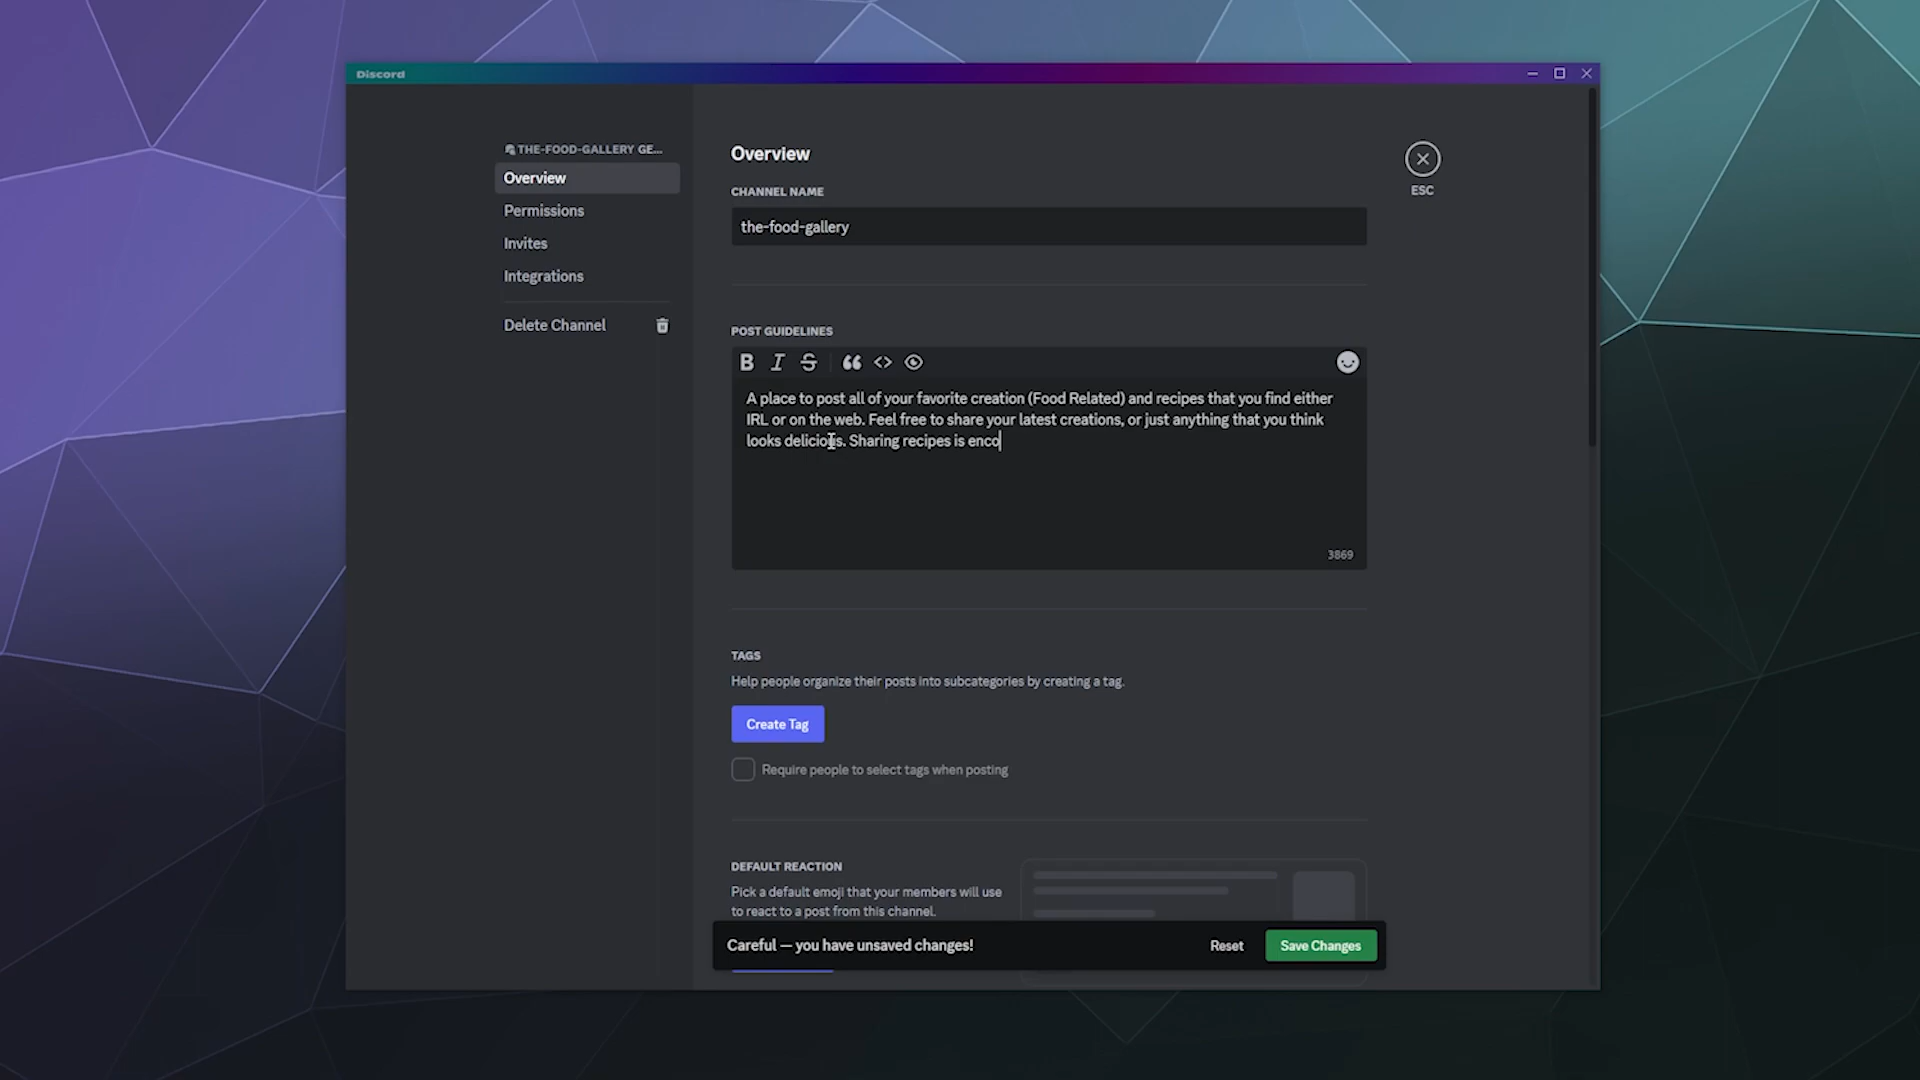 Discord
THE-FOOD-GALLERY GE...
Overview
Permissions
Invites
Integrations
Delete Channel
Overview
CHANNEL NAME
the-food-gallery
ESC
POST GUIDELINES
A place to post all of your favorite creation (Food Related) and recipes that you find either
IRL or on the web. Feel free to share your latest creations, or just anything that you think
looks delicious. Sharing recipes is enco
3869
TAGS
Help people organize their posts into subcategories by creating a tag.
Create Tag
Require people to select tags when posting
DEFAULT REACTION
Pick a default emoji that your members will use
to react to a post from this channel.
Careful — you have unsaved changes!
Reset
Save Changes